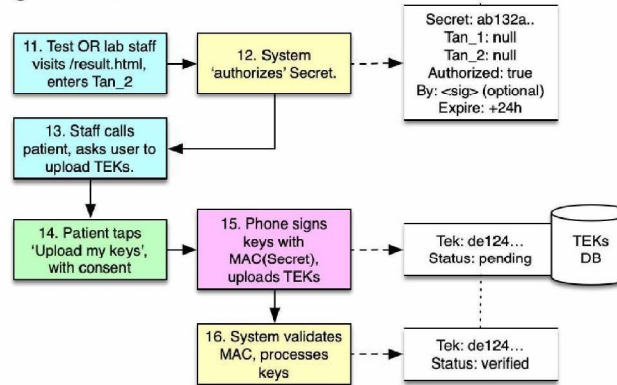 Secret: ab132a..
Tan_1: null
Tan_2: null
Authorized: true
By: <sig> (optional)
Expire: +24h
11. Test OR lab staff
visits /result.html,
enters Tan_2
12. System
‘authorizes’ Secret.
13. Staff calls
patient, asks user to
upload TEKs.
14. Patient taps
‘Upload my keys’,
with consent
15. Phone signs
keys with
MAC(Secret),
uploads TEKs
Tek: de124…
Status: pending
TEKs
DB
16. System validates
MAC, processes
keys
Tek: de124…
Status: verified